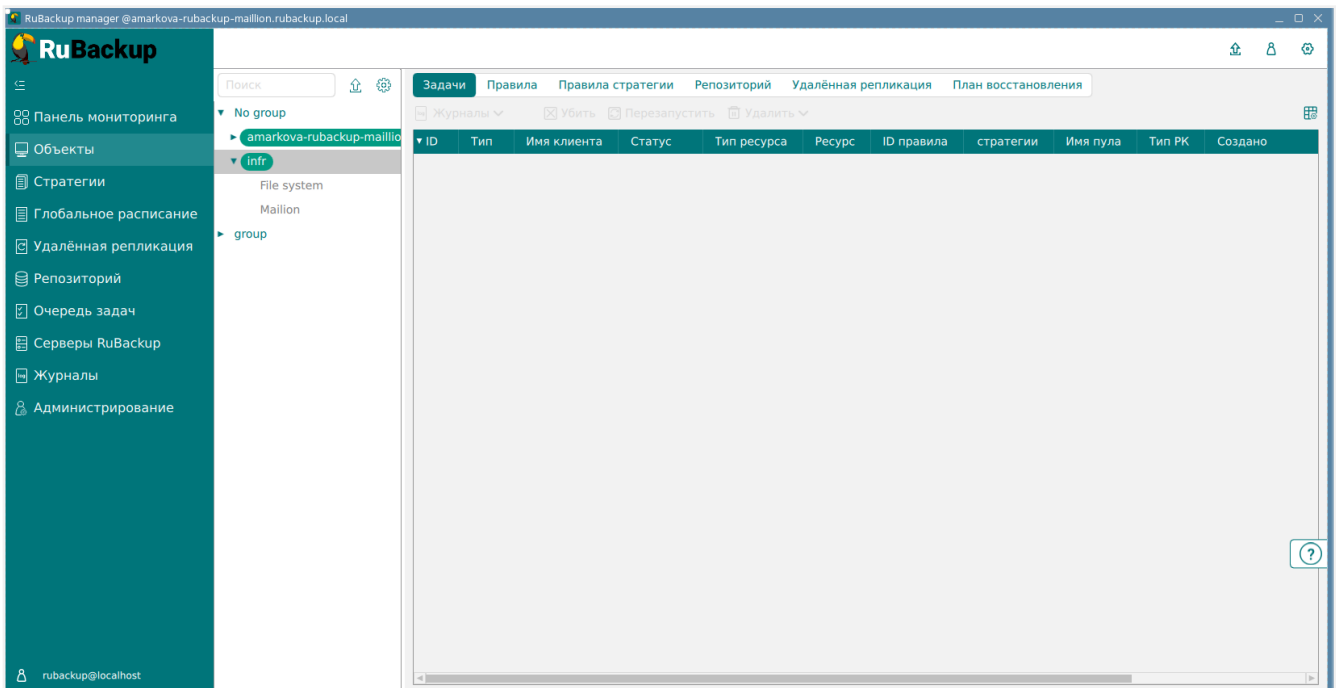 RuBackup manager @amarkova-rubackup-maillion.rubackup.local
RuBackup
Панель мониторинга
Объекты
Стратегии
Глобальное расписание
Удалённая репликация
Репозиторий
Очередь задач
Серверы RuBackup
Журналы
Администрирование
rubackup@localhost
Поиск
No group
amarkova-rubackup-maillio
infr
File system
Mailion
group
Задачи Правила Правила стратегии Репозиторий Удалённая репликация План восстановления
Журналы Убить Перезапустить Удалить
ID Тип Имя клиента Статус Тип ресурса Ресурс ID правила стратегии Имя пула Тип РК Создано
?